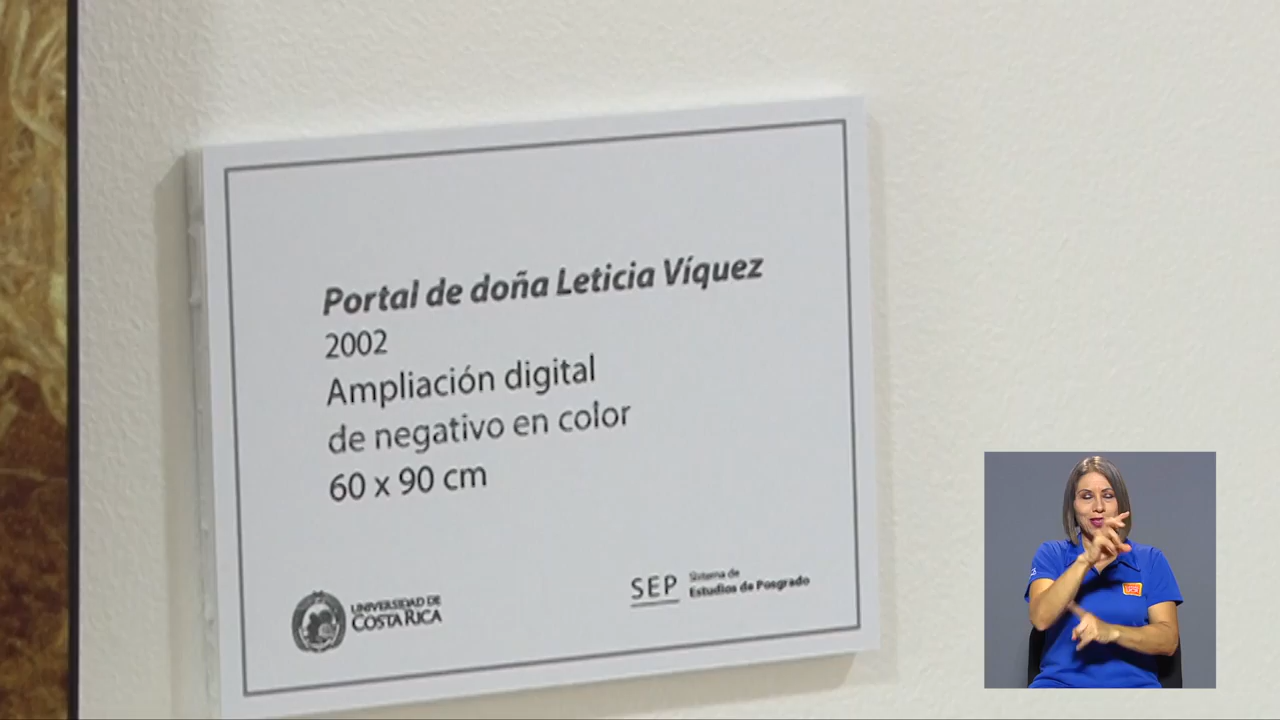 Portal de doña Leticia Víquez
2002
Ampliación digital
de negativo en color
60 x 90 cm
UNIVERSIDAD DE
COSTA RICA
SEP
Sistema de
Estudios de Posgrado